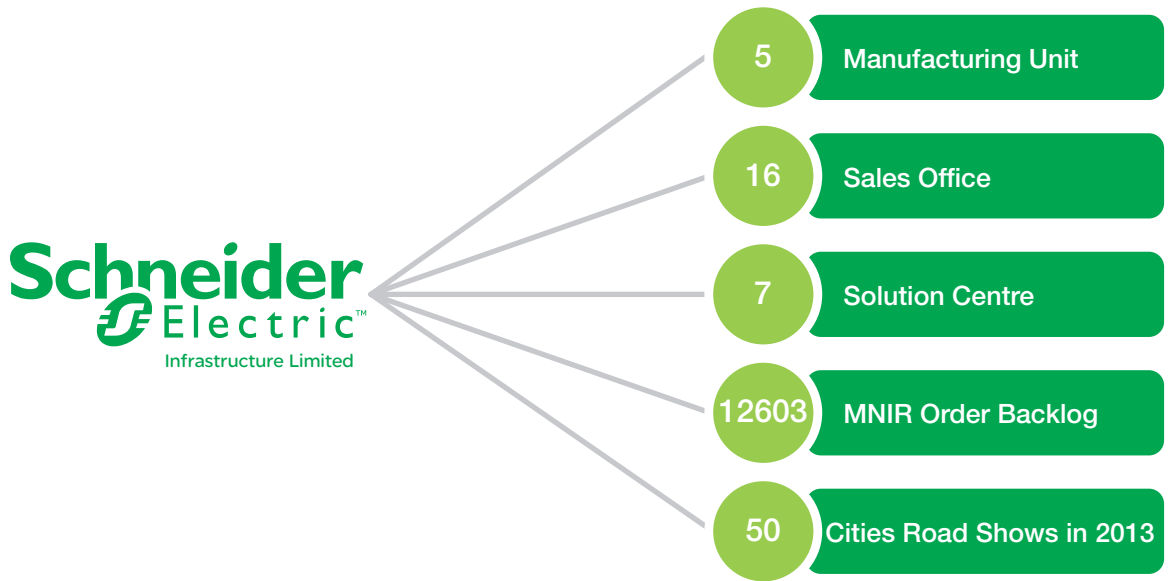 Schneider
Electric™
Infrastructure Limited
5 Manufacturing Unit
16 Sales Office
7 Solution Centre
12603 MNIR Order Backlog
50 Cities Road Shows in 2013